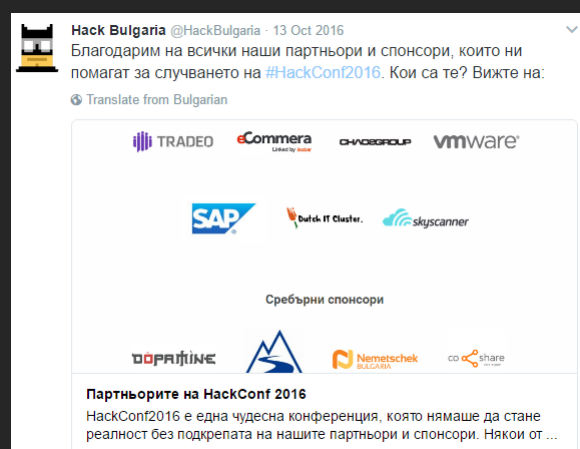 Hack Bulgaria @HackBulgaria · 13 Oct 2016
Благодарим на всички наши партньори и спонсори, които ни
помагат за случването на #HackConf2016. Кои са те? Вижте на:
Translate from Bulgarian
TRADEO eCommera CHAOSGROUP vmware®
Linked by Isobar
SAP Dutch IT Cluster. skyscanner
Сребърни спонсори
DOPAMINE Nemetschek co share
BULGARIA
Партньорите на HackConf 2016
HackConf2016 е една чудесна конференция, която нямаше да стане
реалност без подкрепата на нашите партньори и спонсори. Някои от ...